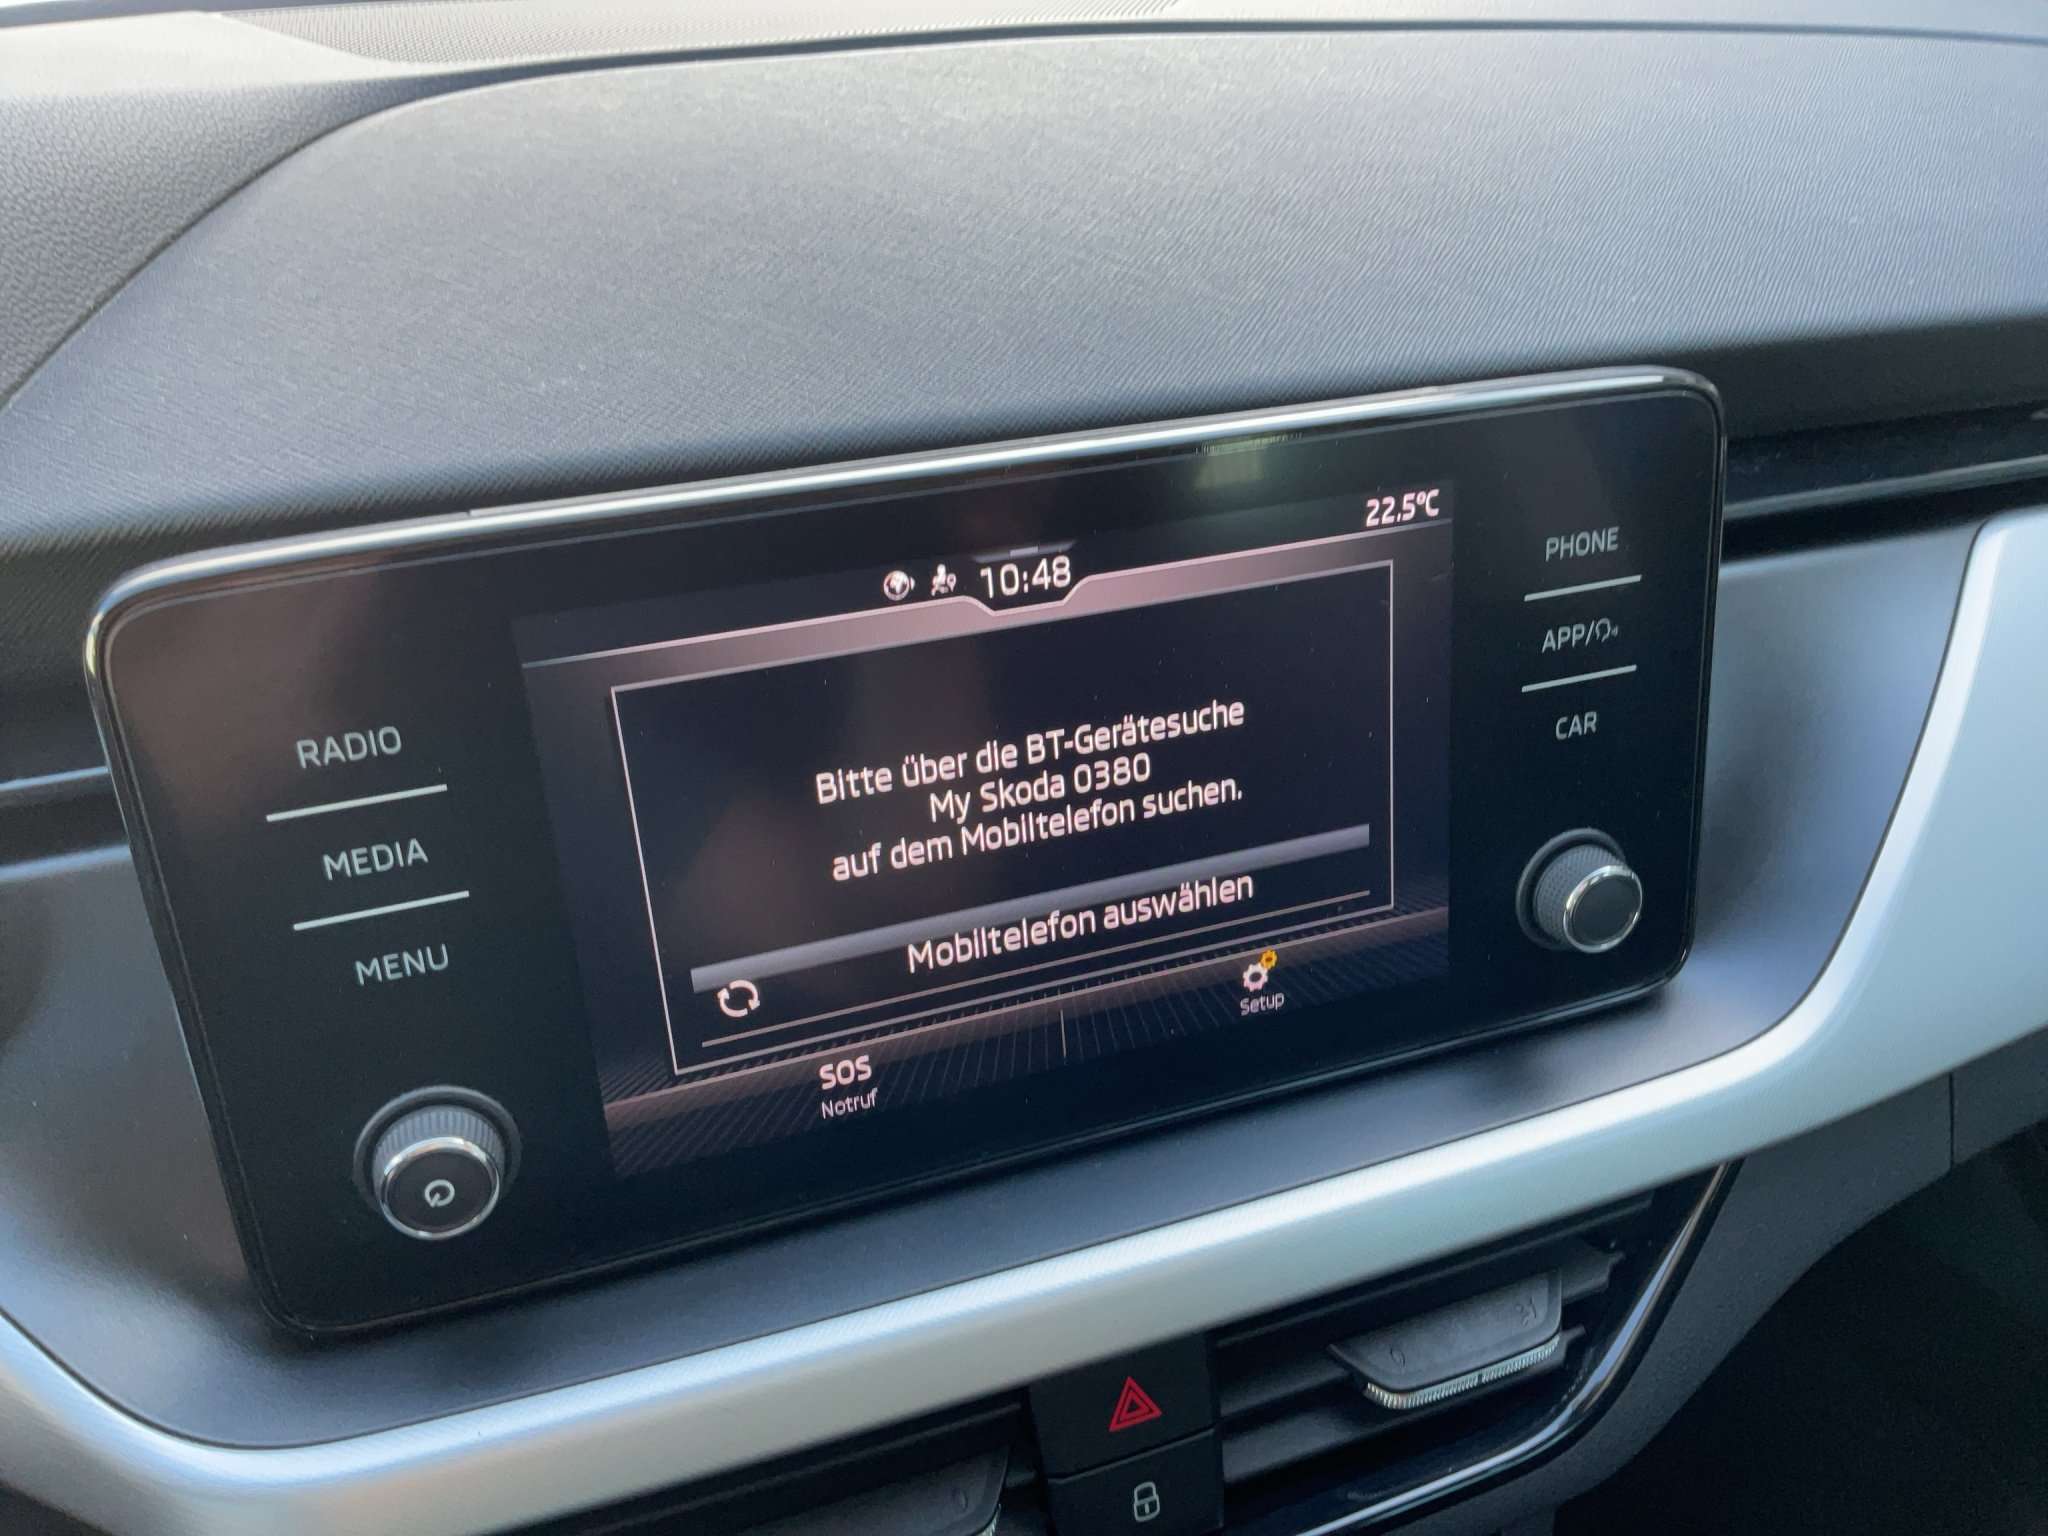 22.5°C
10:48
PHONE
APP/
CAR
RADIO
MEDIA
MENU
Bitte über die BT-Gerätesuche
My Skoda 0380
auf dem Mobiltelefon suchen.
Mobiltelefon auswählen
SOS
Notruf
Setup